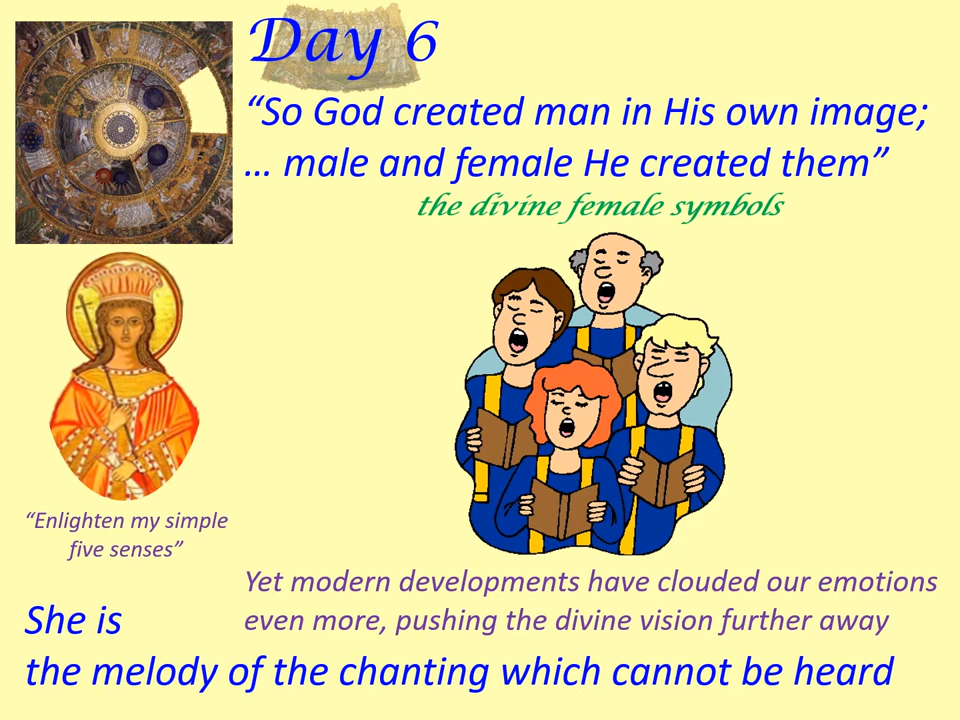 Day 6
“So God created man in His own image;
... male and female He created them”
the divine female symbols
“Enlighten my simple
five senses”
Yet modern developments have clouded our emotions
even more, pushing the divine vision further away
She is
the melody of the chanting which cannot be heard